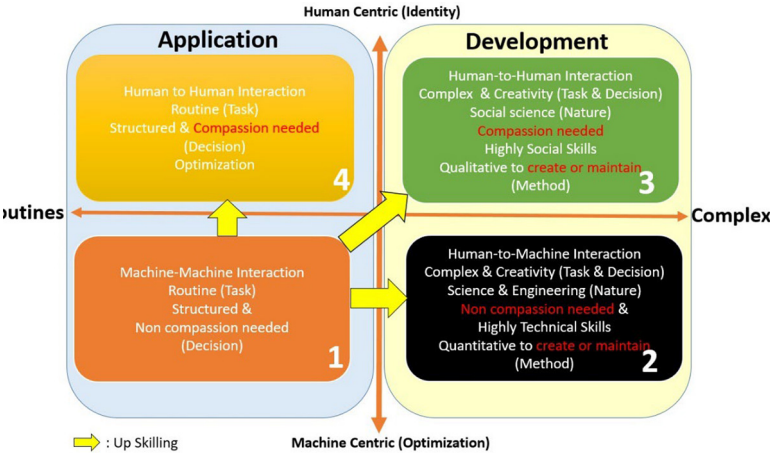 Human Centric (Identity)
Application
Development
Human to Human Interaction
Routine (Task)
Structured & Compassion needed
(Decision)
Optimization
4
Human-to-Human Interaction
Complex & Creativity (Task & Decision)
Social science (Nature)
Compassion needed
Highly Social Skills
Qualitative to create or maintain
(Method)
3
outines
Complex
Machine-Machine Interaction
Routine (Task)
Structured &
Non compassion needed
(Decision)
1
Human-to-Machine Interaction
Complex & Creativity (Task & Decision)
Science & Engineering (Nature)
Non compassion needed &
Highly Technical Skills
Quantitative to create or maintain
(Method)
2
: Up Skilling
Machine Centric (Optimization)